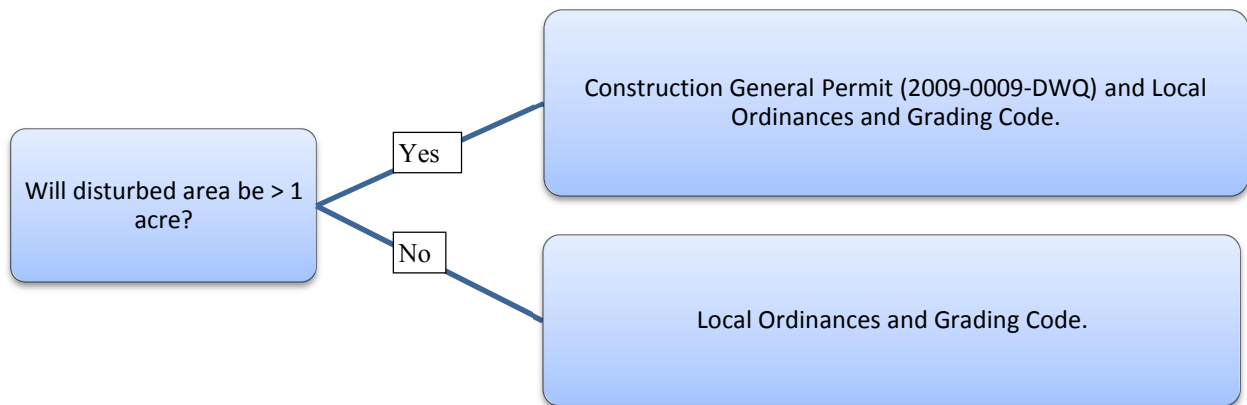 Will disturbed area be > 1
acre?
Yes
Construction General Permit (2009-0009-DWQ) and Local
Ordinances and Grading Code.
No
Local Ordinances and Grading Code.